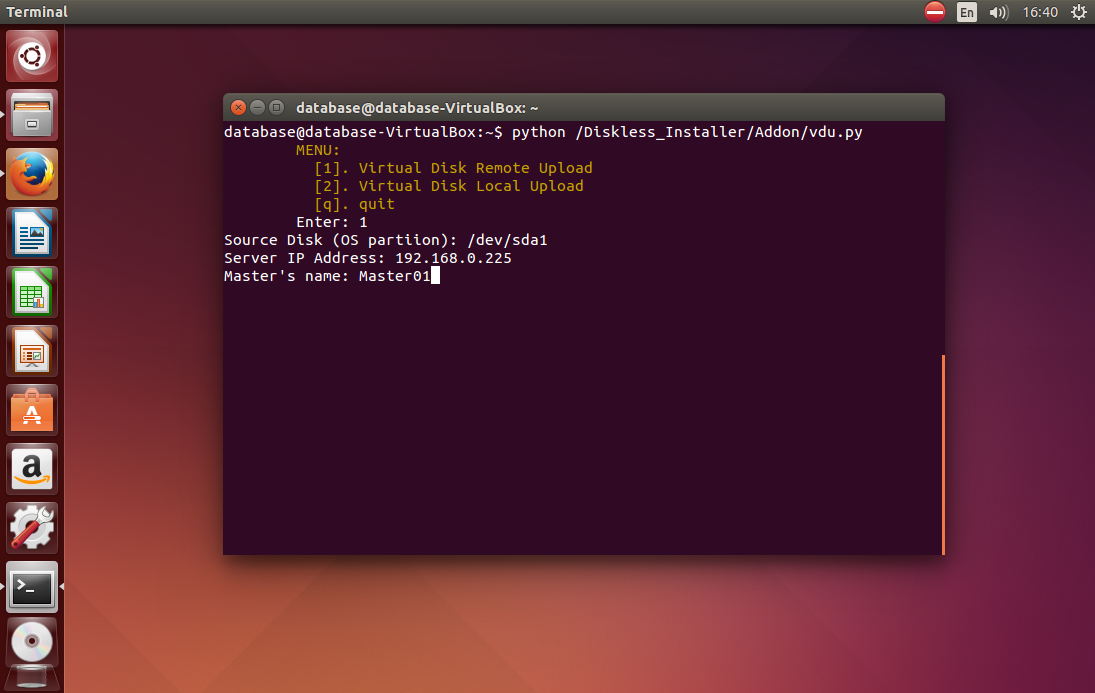 Terminal
En
16:40
database@database-VirtualBox: ~
database@database-VirtualBox:~$ python /Diskless_Installer/Addon/vdu.py
MENU:
[1]. Virtual Disk Remote Upload
[2]. Virtual Disk Local Upload
[q]. quit
Enter: 1
Source Disk (OS partiion): /dev/sda1
Server IP Address: 192.168.0.225
Master's name: Master01